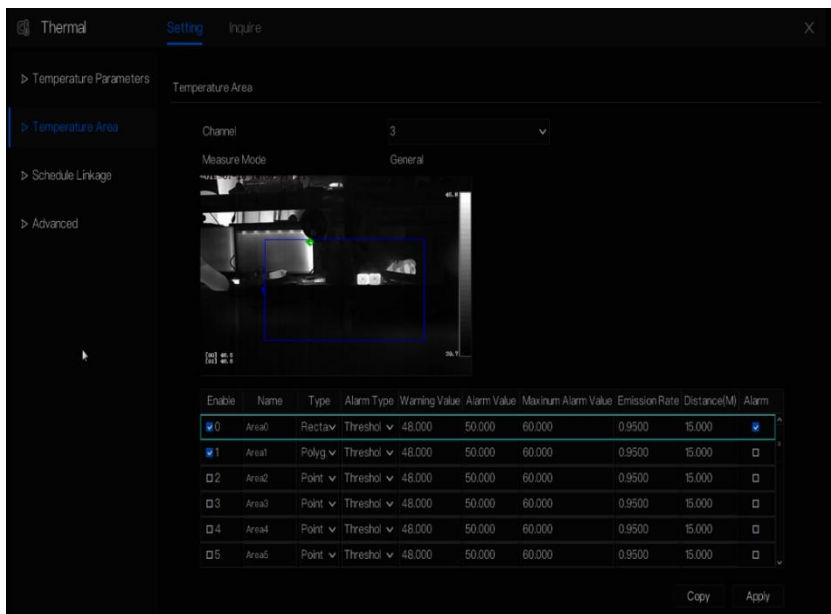 Thermal Setting Inquire X
Temperature Parameters
Temperature Area
Schedule Linkage
Advanced
Temperature Area
Channel 3
Measure Mode General
[00] 46.6
[01] 46.6
Enable Name Type Alarm Type Warning Value Alarm Value Maxinum Alarm Value Emission Rate Distance(M) Alarm
0 Area0 Recta Threshol 48.000 50.000 60.000 0.9500 15.000
1 Area1 Polyg Threshol 48.000 50.000 60.000 0.9500 15.000
2 Area2 Point Threshol 48.000 50.000 60.000 0.9500 15.000
3 Area3 Point Threshol 48.000 50.000 60.000 0.9500 15.000
4 Area4 Point Threshol 48.000 50.000 60.000 0.9500 15.000
5 Area5 Point Threshol 48.000 50.000 60.000 0.9500 15.000
Copy Apply